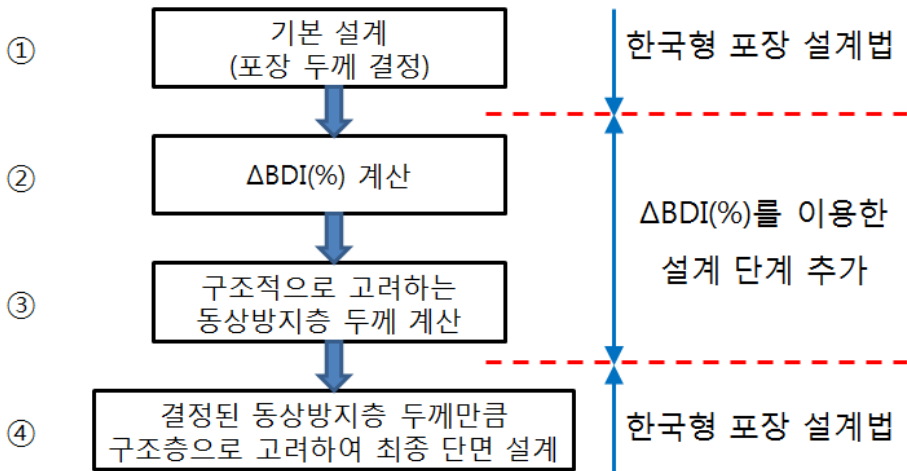 ①
기본 설계
(포장 두께 결정)
한국형 포장 설계법
②
ΔBDI(%) 계산
ΔBDI(%)를 이용한
설계 단계 추가
③
구조적으로 고려하는
동상방지층 두께 계산
④
결정된 동상방지층 두께만큼
구조층으로 고려하여 최종 단면 설계
한국형 포장 설계법